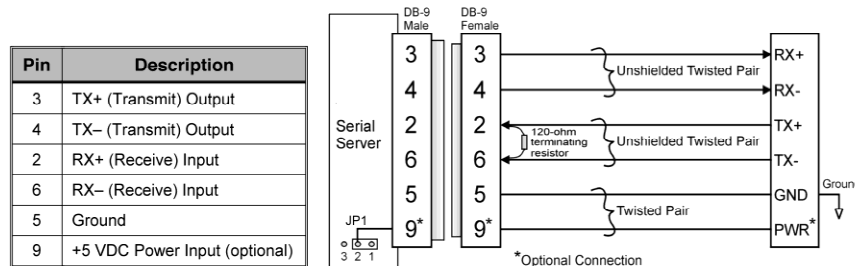 Pin Description
3 TX+ (Transmit) Output
4 TX– (Transmit) Output
2 RX+ (Receive) Input
6 RX– (Receive) Input
5 Ground
9 +5 VDC Power Input (optional)
DB-9 Male
DB-9 Female
Serial Server
JP1
3 2 1
3
4
2
6
5
9*
3
4
2
6
5
9*
Unshielded Twisted Pair
120-ohm
terminating
resistor
Unshielded Twisted Pair
Twisted Pair
RX+
RX-
TX+
TX-
GND
PWR*
Ground
*Optional Connection